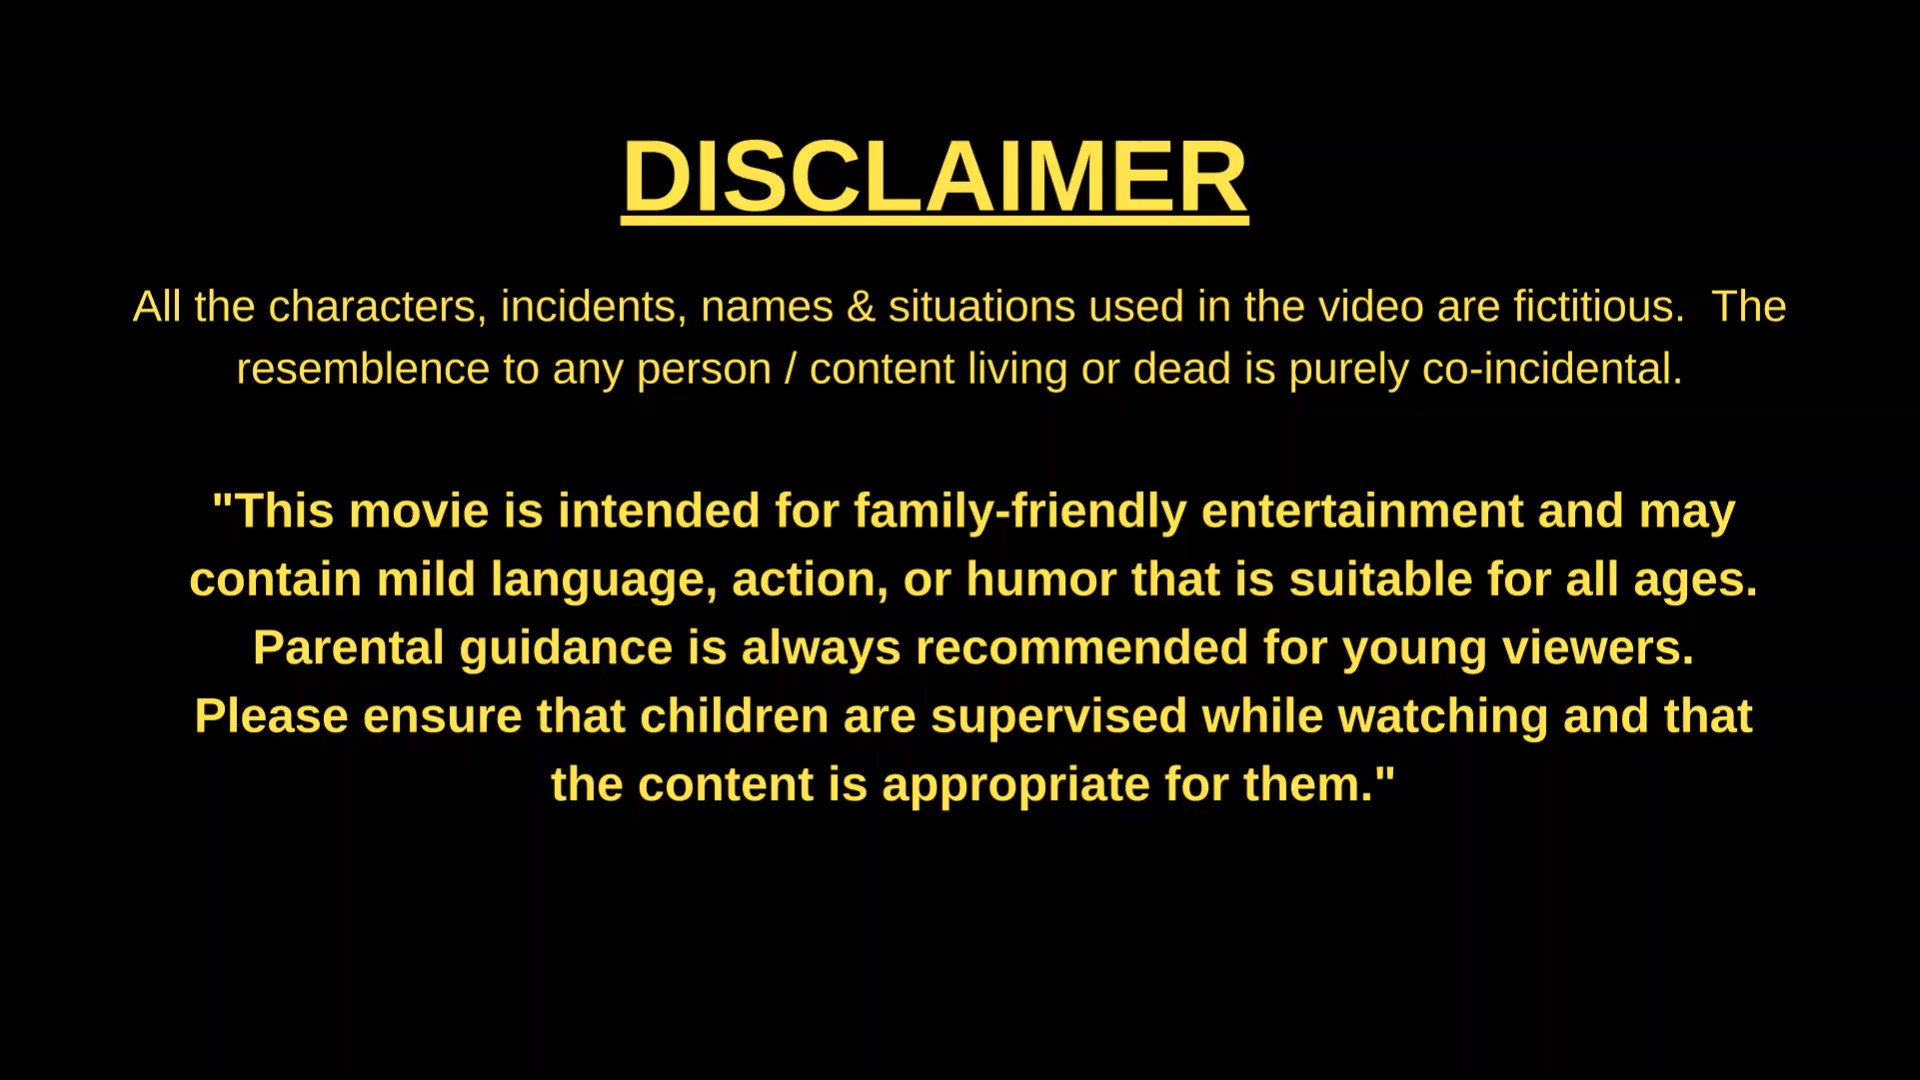 DISCLAIMER
All the characters, incidents, names & situations used in the video are fictitious.  The
resemblence to any person / content living or dead is purely co-incidental.
"This movie is intended for family-friendly entertainment and may
contain mild language, action, or humor that is suitable for all ages.
Parental guidance is always recommended for young viewers.
Please ensure that children are supervised while watching and that
the content is appropriate for them."